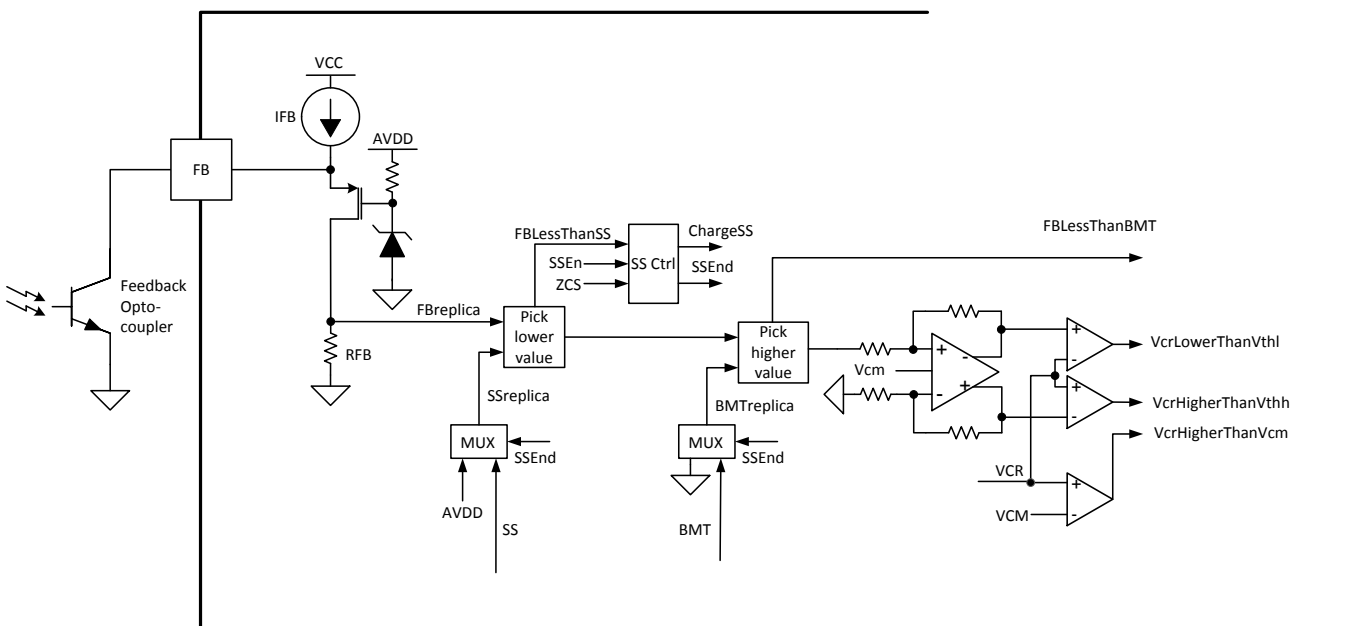 VCC
IFB
AVDD
FB
Feedback
Opto-
coupler
FBreplica
RFB
FBLessThanSS
SSEn
ZCS
SS Ctrl
ChargeSS
SSEnd
Pick
lower
value
SSreplica
MUX
SSEnd
AVDD
SS
FBLessThanBMT
Pick
higher
value
BMTreplica
MUX
SSEnd
BMT
Vcm
+
-
-
+
+
-
+
-
VcrLowerThanVthl
VcrHigherThanVthh
VcrHigherThanVcm
VCR
VCM
+
-